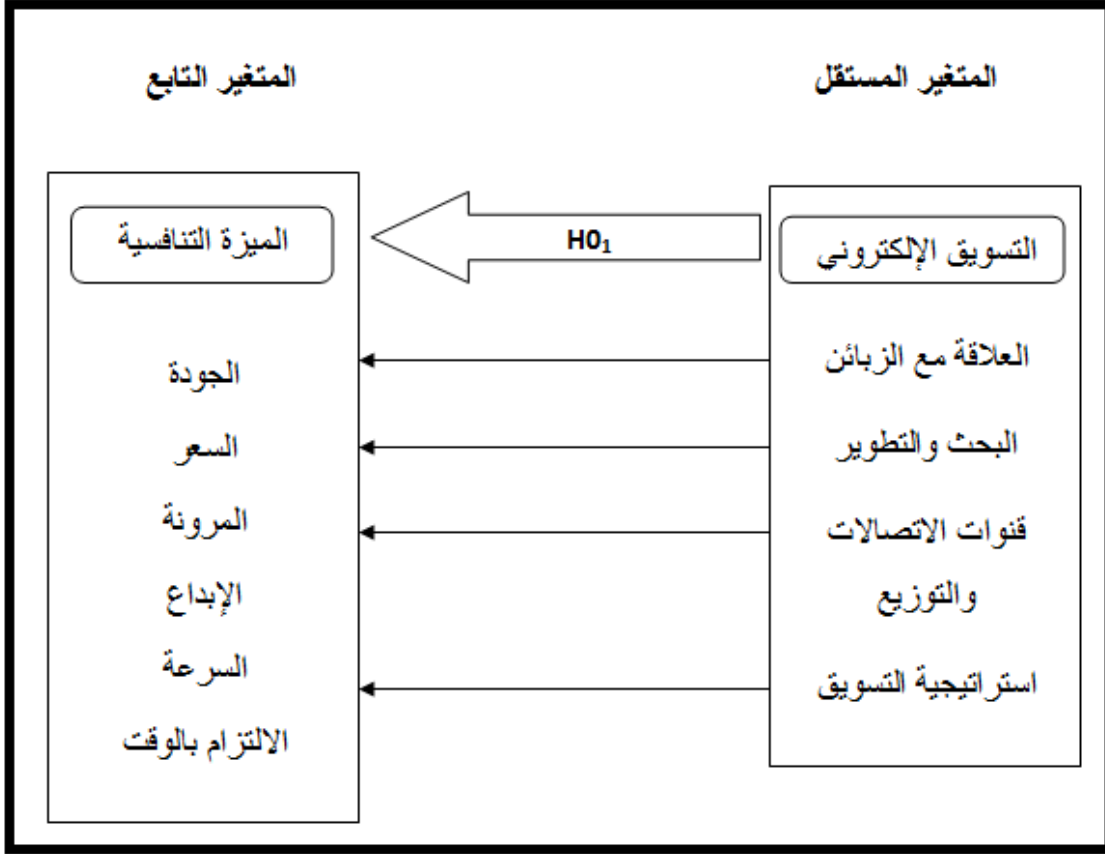 المتغير المستقل
المتغير التابع
التسويق الإلكتروني
H0₁
الميزة التنافسية
العلاقة مع الزبائن
البحث والتطوير
قنوات الاتصالات
والتوزيع
استراتيجية التسويق
الجودة
السعر
المرونة
الإبداع
السرعة
الالتزام بالوقت